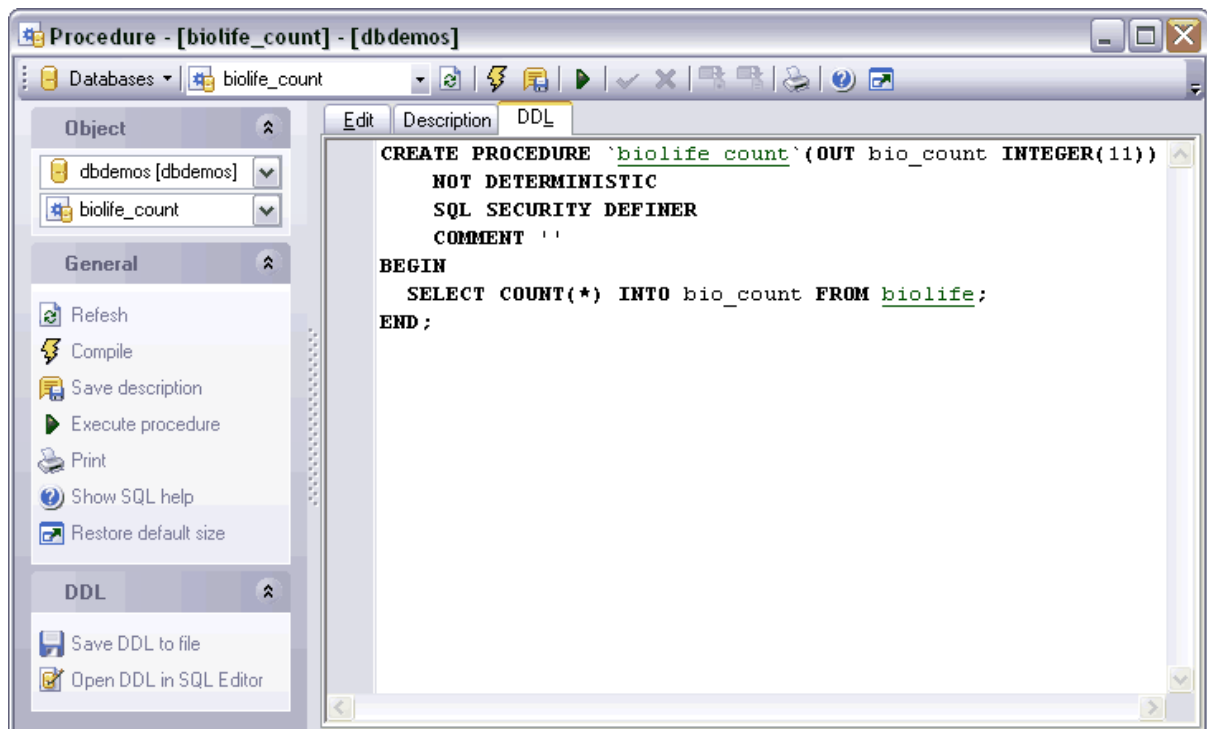 Procedure - [biolife_count] - [dbdemos]
Databases biolife_count
Object
dbdemos [dbdemos]
biolife_count
General
Refesh
Compile
Save description
Execute procedure
Print
Show SQL help
Restore default size
DDL
Save DDL to file
Open DDL in SQL Editor
Edit Description DDL
CREATE PROCEDURE `biolife_count`(OUT bio_count INTEGER(11))
NOT DETERMINISTIC
SQL SECURITY DEFINER
COMMENT ''
BEGIN
SELECT COUNT(*) INTO bio_count FROM biolife;
END;